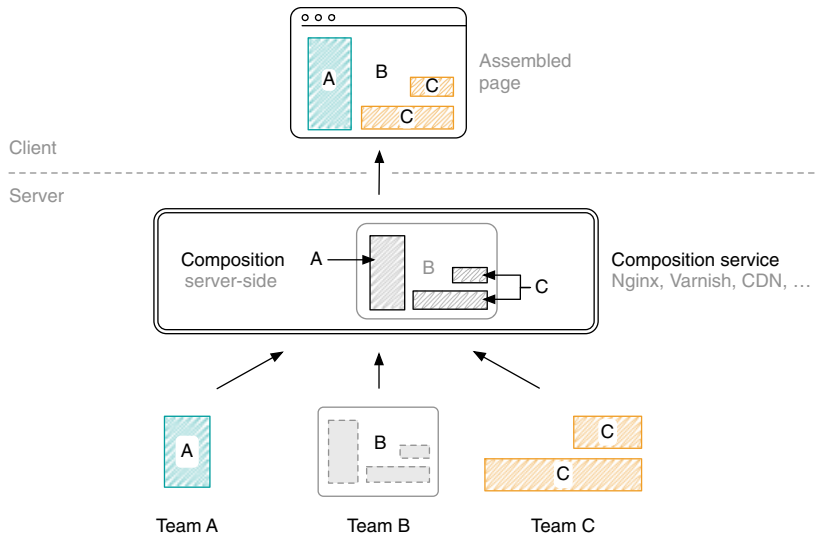 A
B
C
C
Assembled
page
Client
Server
Composition
server-side
A
B
C
Composition service
Nginx, Varnish, CDN, …
A
B
C
C
Team A
Team B
Team C